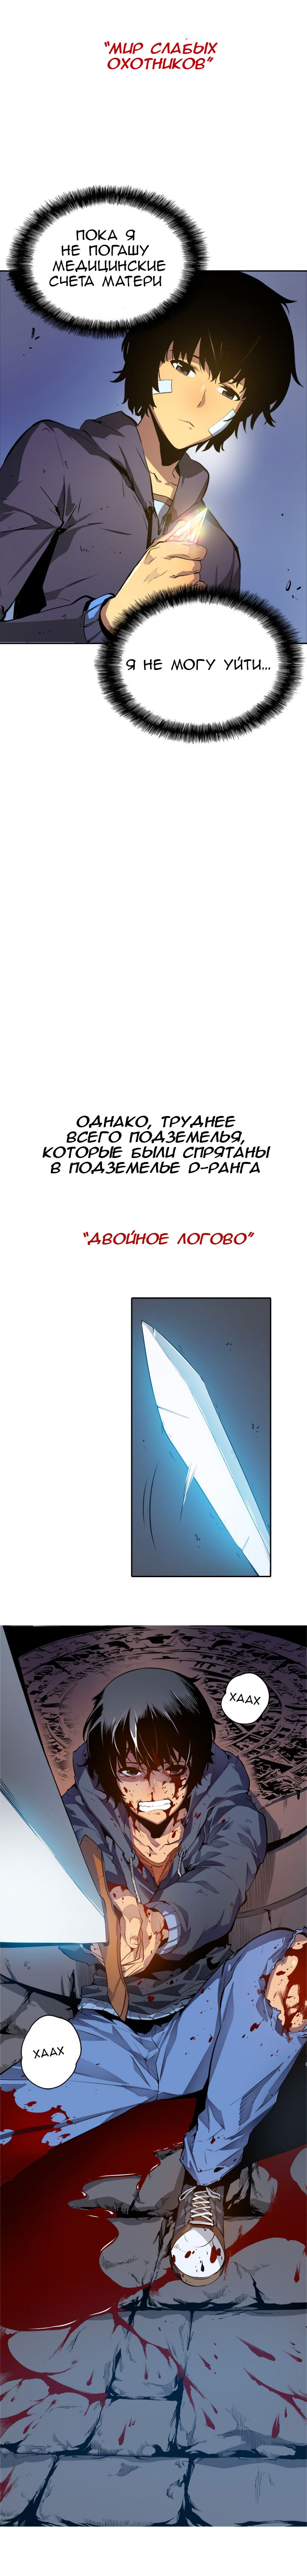 “МИР СЛАБЫХ
ОХОТНИКОВ”
ПОКА Я
НЕ ПОГАШУ
МЕДИЦИНСКИЕ
СЧЕТА МАТЕРИ
Я НЕ МОГУ УЙТИ...
ОДНАКО, ТРУДНЕЕ
ВСЕГО ПОДЗЕМЕЛЬЯ,
КОТОРЫЕ БЫЛИ СПРЯТАНЫ
В ПОДЗЕМЕЛЬЕ D-РАНГА
“ДВОЙНОЕ ЛОГОВО”
ХААХ
ХААХ